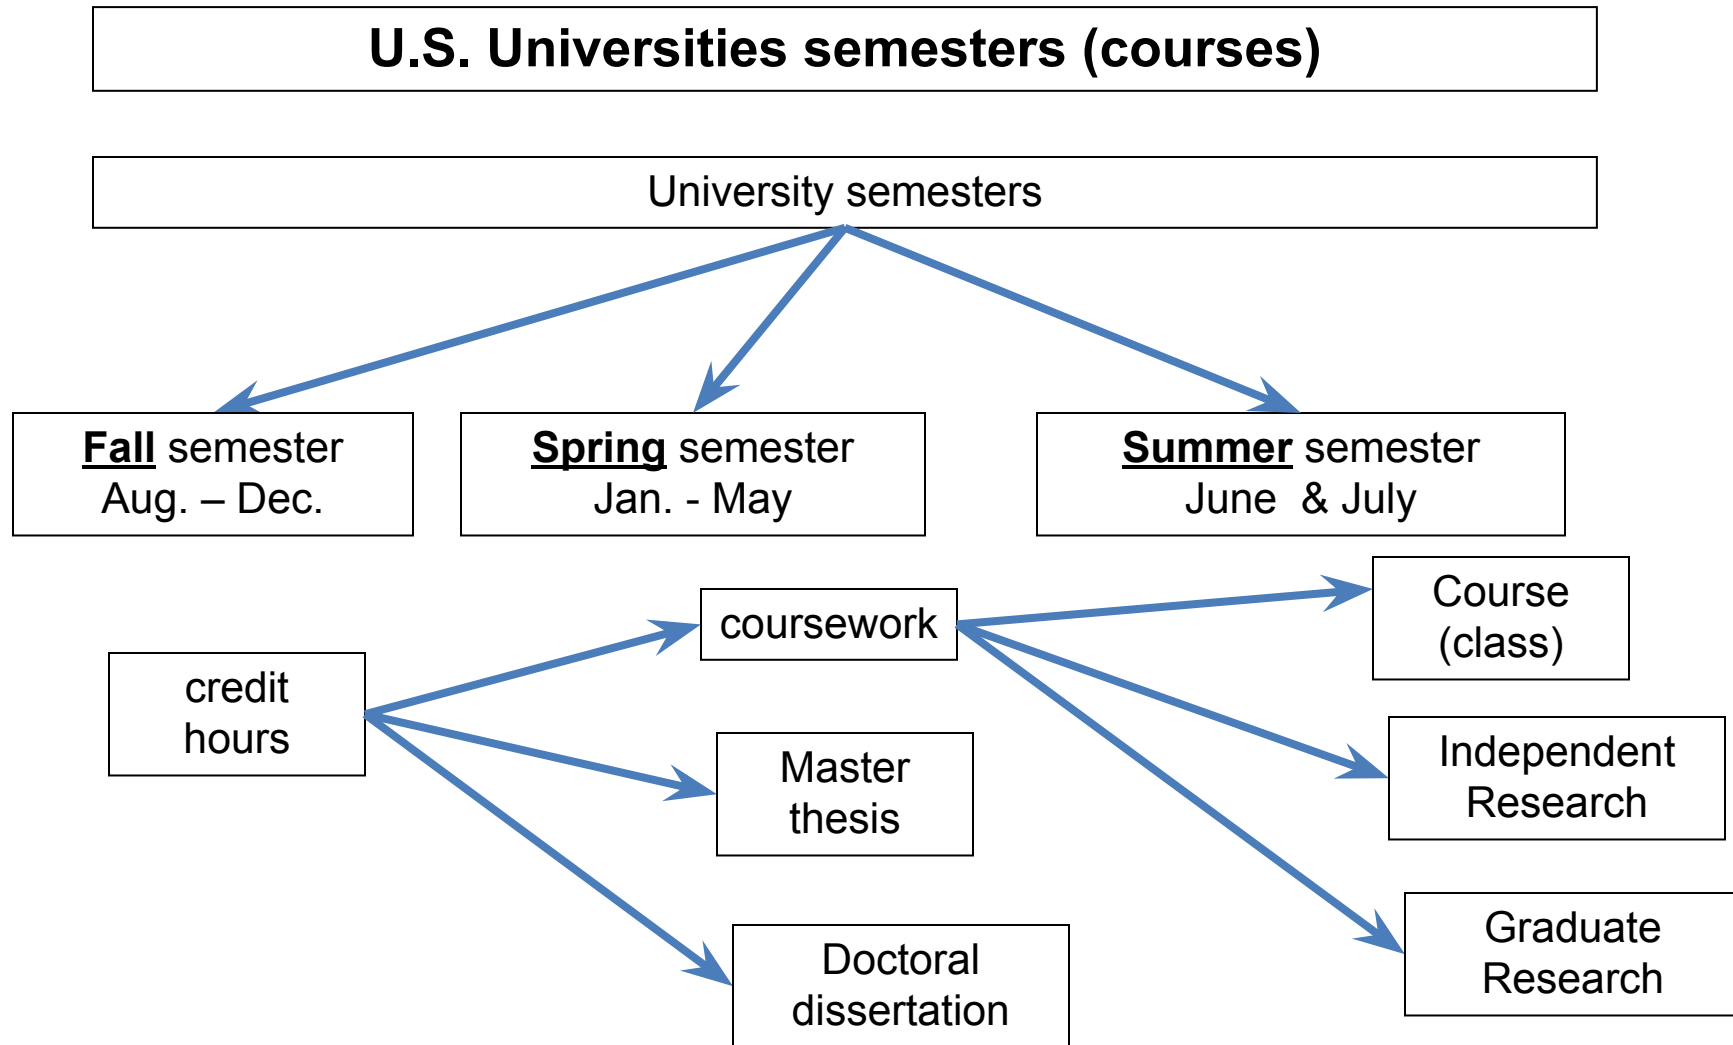 U.S. Universities semesters (courses)
University semesters
Fall semester
Aug. – Dec.
Spring semester
Jan. - May
Summer semester
June & July
credit
hours
coursework
Master
thesis
Doctoral
dissertation
Course
(class)
Independent
Research
Graduate
Research